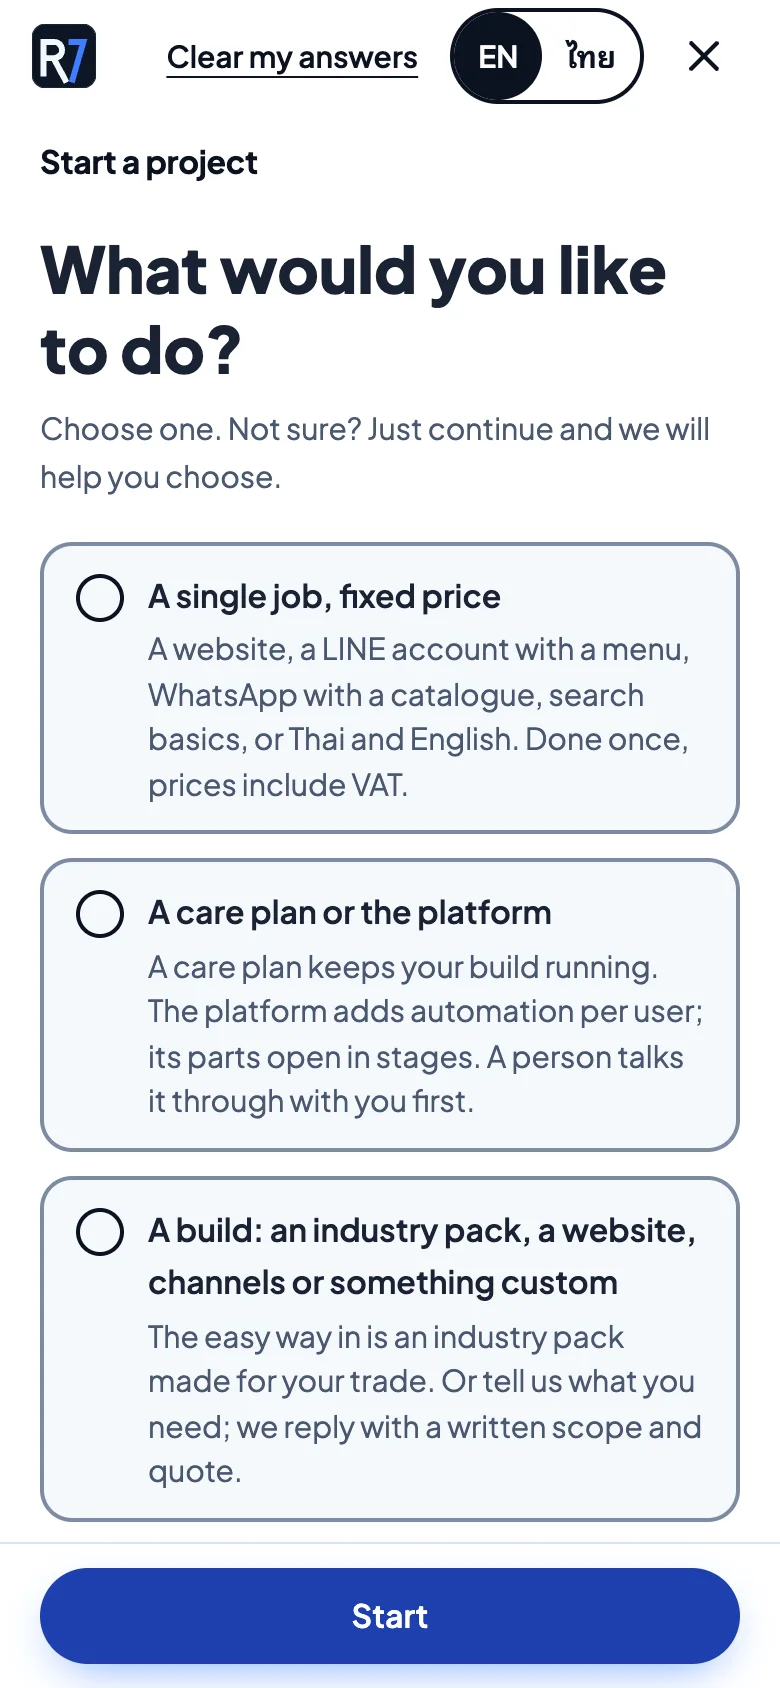 R7
Clear my answers
EN
ไทย
Start a project
What would you like
to do?
Choose one. Not sure? Just continue and we will
help you choose.
A single job, fixed price
A website, a LINE account with a menu,
WhatsApp with a catalogue, search
basics, or Thai and English. Done once,
prices include VAT.
A care plan or the platform
A care plan keeps your build running.
The platform adds automation per user;
its parts open in stages. A person talks
it through with you first.
A build: an industry pack, a website,
channels or something custom
The easy way in is an industry pack
made for your trade. Or tell us what you
need; we reply with a written scope and
quote.
Start